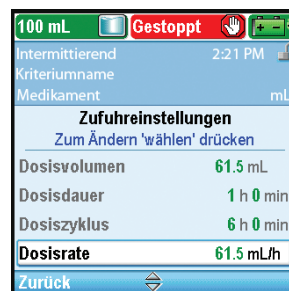 100 mL Gestoppt
Intermittierend 2:21 PM
Kriteriumname
Medikament mL
Zufuhreinstellungen
Zum Ändern 'wählen' drücken
Dosisvolumen 61.5 mL
Dosisdauer 1 h 0 min
Dosiszyklus 6 h 0 min
Dosisrate 61.5 mL/h
Zurück